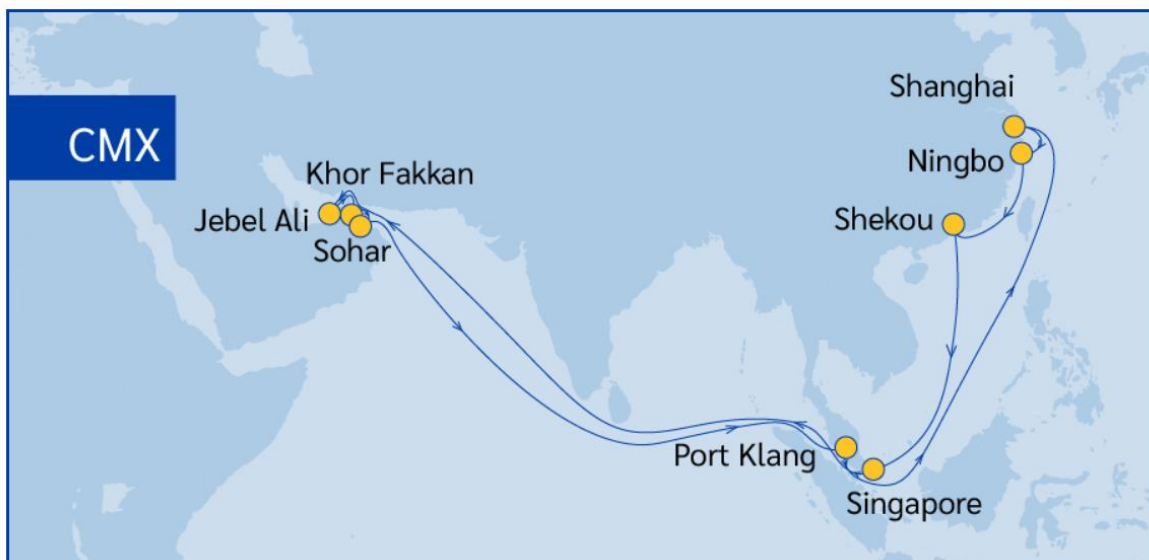 Shanghai
CMX
Ningbo
Khor Fakkan
Jebel Ali
Shekou
Sohar
Port Klang
Singapore